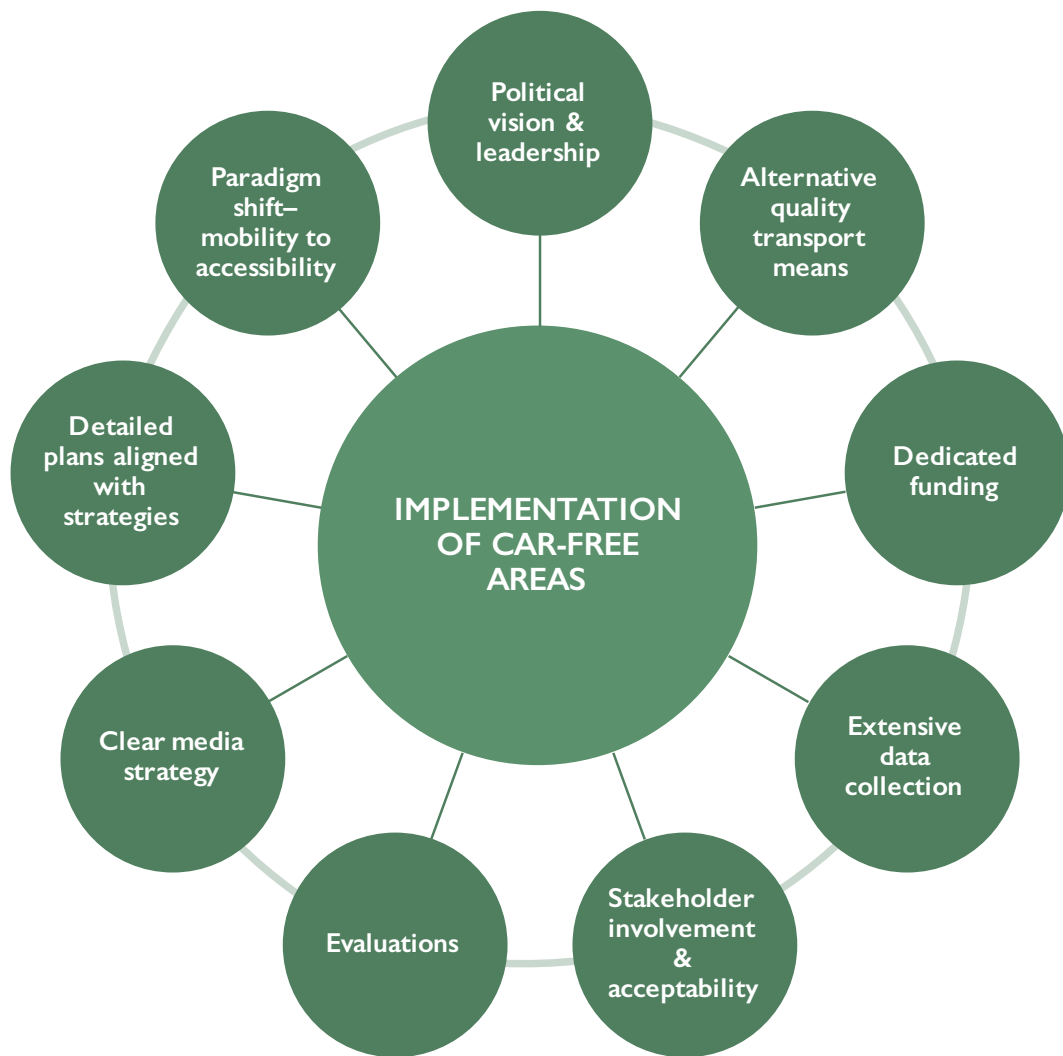 Political
vision &
leadership
Alternative
quality
transport
means
Dedicated
funding
Extensive
data
collection
Stakeholder
involvement
&
acceptability
Evaluations
Clear media
strategy
Detailed
plans aligned
with
strategies
Paradigm
shift–
mobility to
accessibility
IMPLEMENTATION
OF CAR-FREE
AREAS